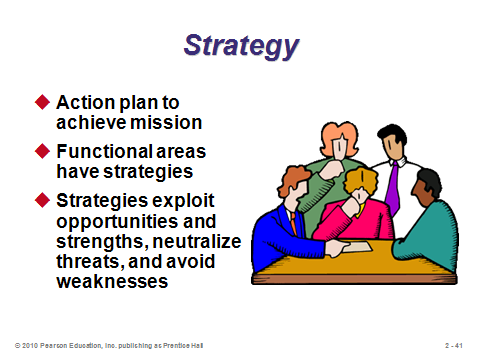 Strategy
Action plan to
achieve mission
Functional areas
have strategies
Strategies exploit
opportunities and
strengths, neutralize
threats, and avoid
weaknesses
© 2010 Pearson Education, Inc. publishing as Prentice Hall
2 - 41